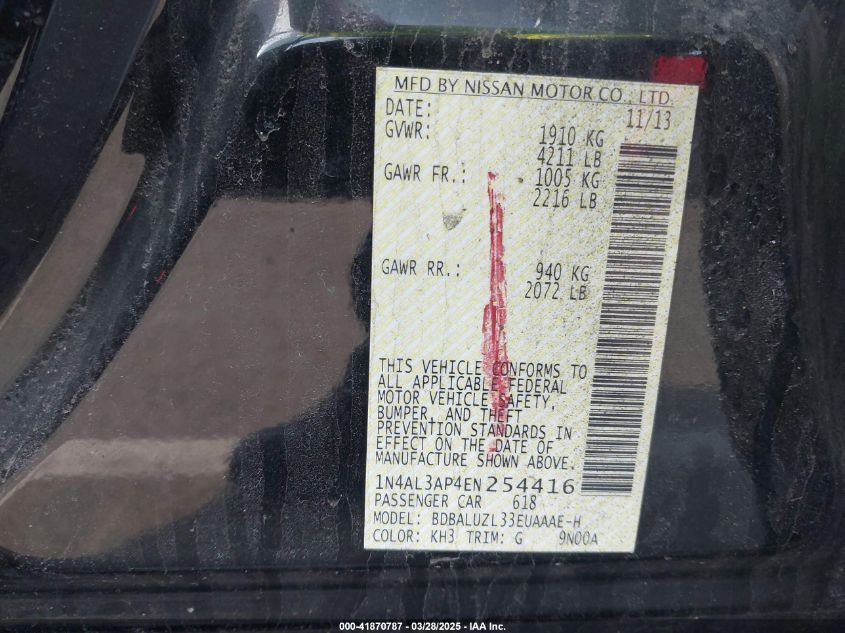 MFD BY NISSAN MOTOR CO., LTD.
DATE: 11/13
GVWR: 1910 KG
4211 LB
GAWR FR.: 1005 KG
2216 LB
GAWR RR.: 940 KG
2072 LB
THIS VEHICLE CONFORMS TO
ALL APPLICABLE FEDERAL
MOTOR VEHICLE SAFETY,
BUMPER, AND THEFT
PREVENTION STANDARDS IN
EFFECT ON THE DATE OF
MANUFACTURE SHOWN ABOVE.
1N4AL3AP4EN254416
PASSENGER CAR 618
MODEL: BDBALUZL33EUAAAE-H
COLOR: KH3 TRIM: G 9N00A
000-41870787 - 03/28/2025 - IAA Inc.